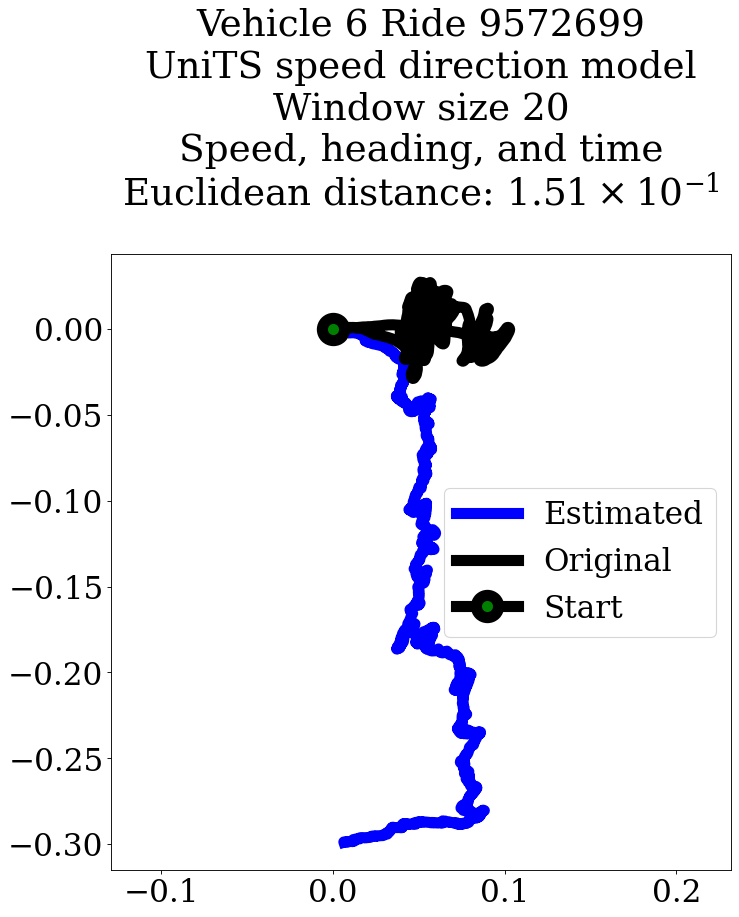 Vehicle 6 Ride 9572699
UniTS speed direction model
Window size 20
Speed, heading, and time
Euclidean distance: 1.51 × 10⁻¹
0.00
−0.05
−0.10
−0.15
−0.20
−0.25
−0.30
Estimated
Original
Start
−0.1 0.0 0.1 0.2